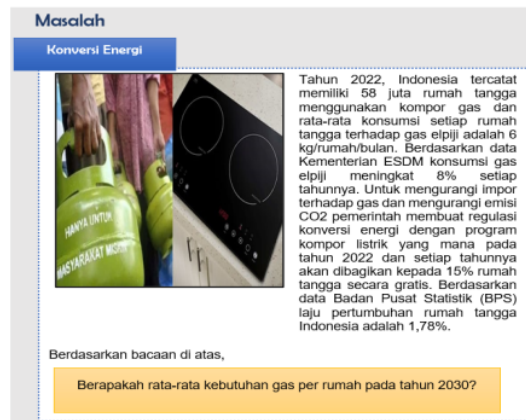 Masalah
Konversi Energi
HANYA UNTUK
MASYARAKAT MISKIN
Tahun 2022, Indonesia tercatat
memiliki 58 juta rumah tangga
menggunakan kompor gas dan
rata-rata konsumsi setiap rumah
tangga terhadap gas elpiji adalah 6
kg/rumah/bulan. Berdasarkan data
Kementerian ESDM konsumsi gas
elpiji meningkat 8% setiap
tahunnya. Untuk mengurangi impor
terhadap gas dan mengurangi emisi
CO2 pemerintah membuat regulasi
konversi energi dengan program
kompor listrik yang mana pada
tahun 2022 dan setiap tahunnya
akan dibagikan kepada 15% rumah
tangga secara gratis. Berdasarkan
data Badan Pusat Statistik (BPS)
laju pertumbuhan rumah tangga
Indonesia adalah 1,78%.
Berdasarkan bacaan di atas,
Berapakah rata-rata kebutuhan gas per rumah pada tahun 2030?